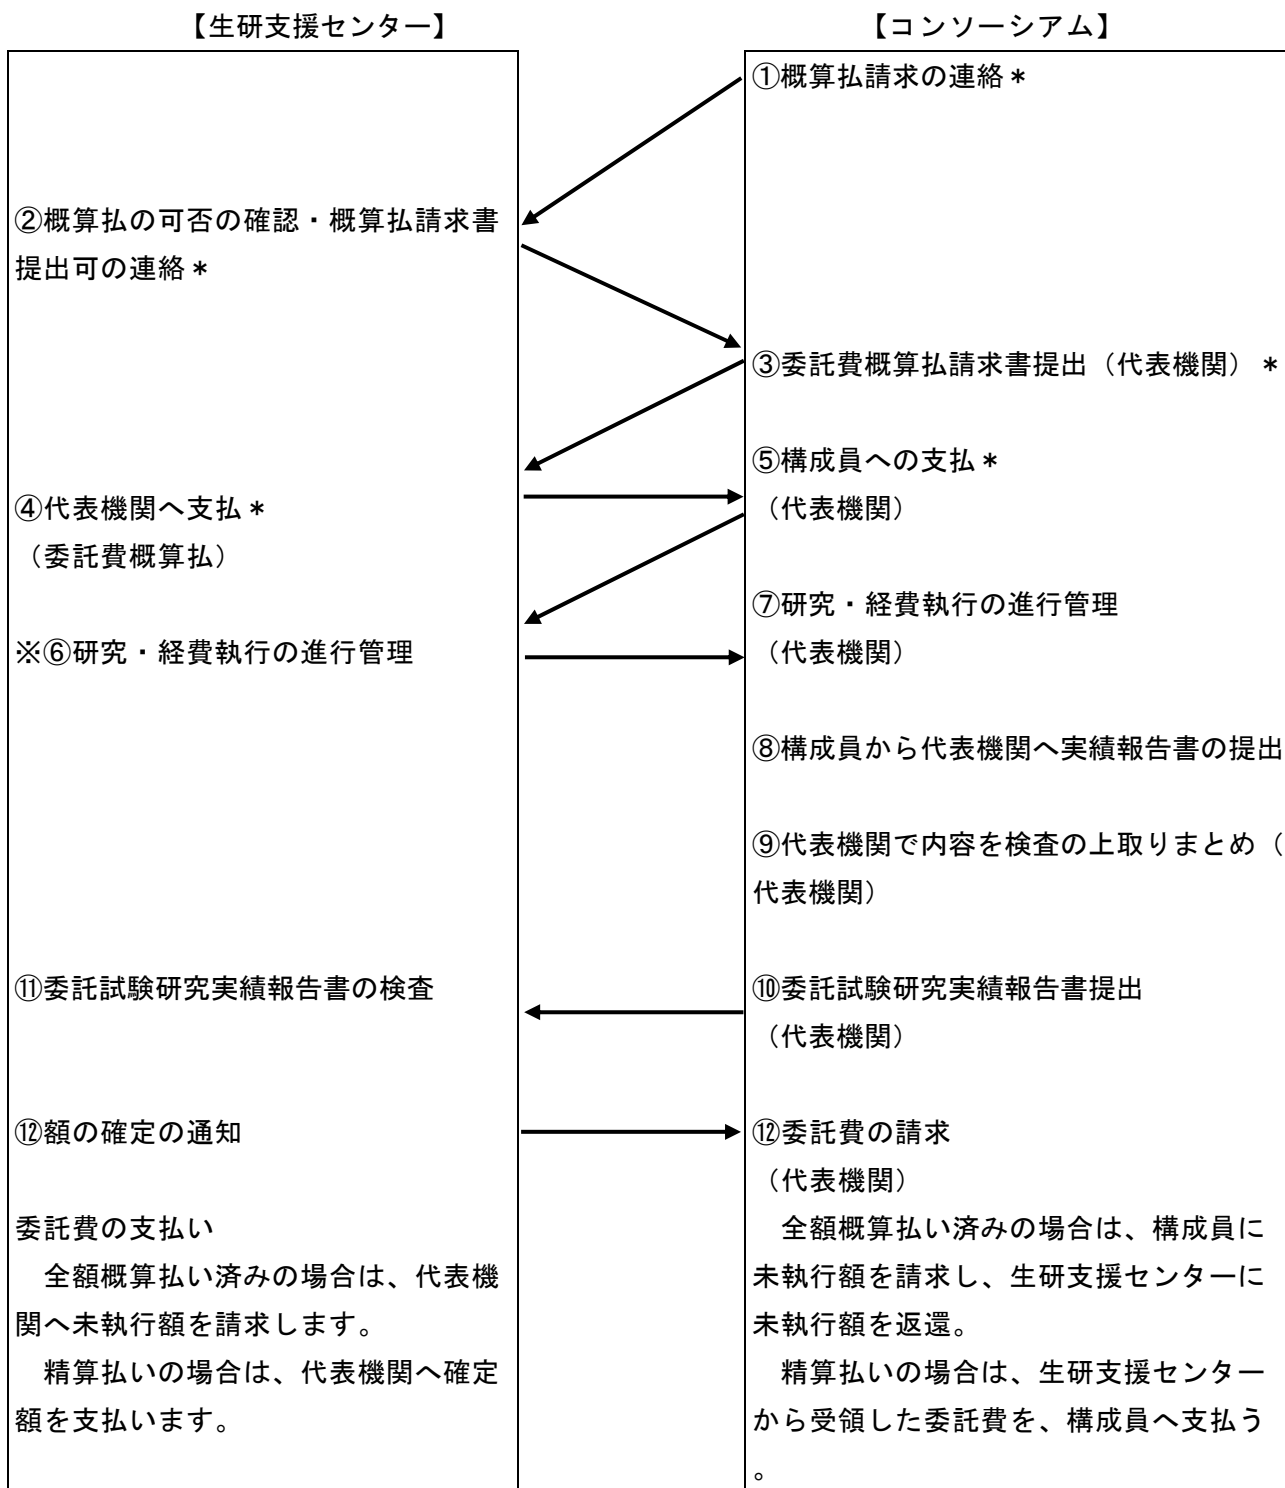 【生研支援センター】
【コンソーシアム】
①概算払請求の連絡＊
②概算払の可否の確認・概算払請求書
提出可の連絡＊
③委託費概算払請求書提出（代表機関）＊
④代表機関へ支払＊
（委託費概算払）
⑤構成員への支払＊
（代表機関）
※⑥研究・経費執行の進行管理
⑦研究・経費執行の進行管理
（代表機関）
⑧構成員から代表機関へ実績報告書の提出
⑨代表機関で内容を検査の上取りまとめ（
代表機関）
⑩委託試験研究実績報告書提出
（代表機関）
⑪委託試験研究実績報告書の検査
⑫額の確定の通知
委託費の支払い
　全額概算払い済みの場合は、代表機
関へ未執行額を請求します。
　精算払いの場合は、代表機関へ確定
額を支払います。
⑫委託費の請求
（代表機関）
　全額概算払い済みの場合は、構成員に
未執行額を請求し、生研支援センターに
未執行額を返還。
　精算払いの場合は、生研支援センター
から受領した委託費を、構成員へ支払う
。